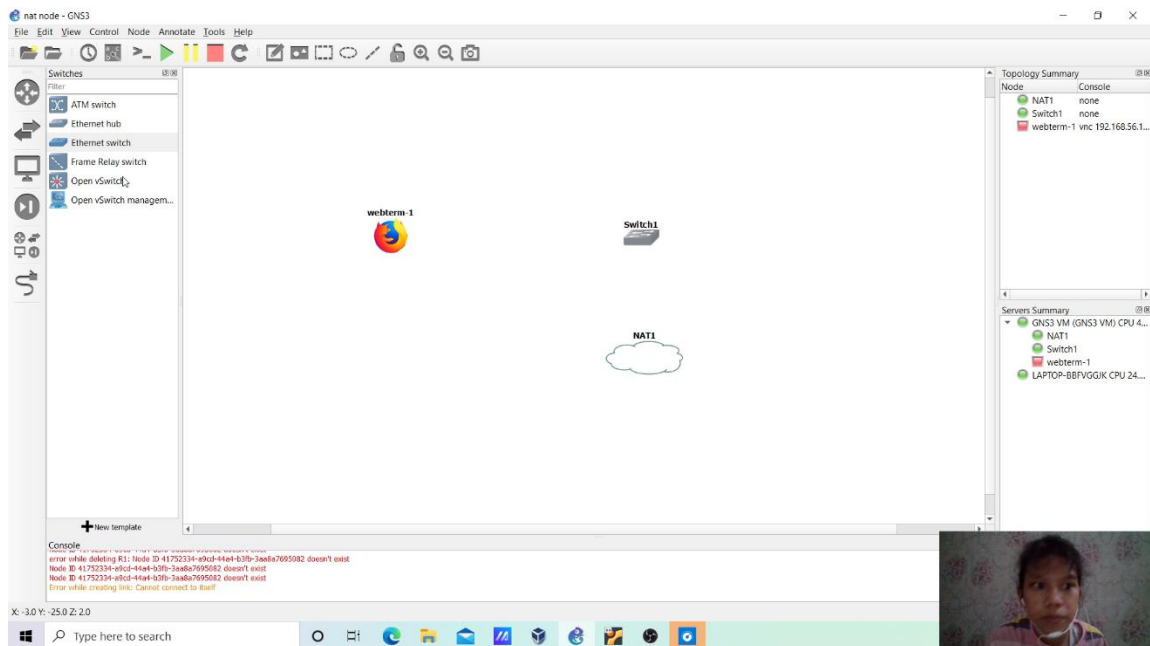 nat node - GNS3
File Edit View Control Node Annotate Tools Help
Switches
Filter
ATM switch
Ethernet hub
Ethernet switch
Frame Relay switch
Open vSwitch
Open vSwitch managem...
New template
webterm-1
Switch1
NAT1
Topology Summary
Node Console
NAT1 none
Switch1 none
webterm-1 vnc 192.168.56.1...
Servers Summary
GNS3 VM (GNS3 VM) CPU 4...
NAT1
Switch1
webterm-1
LAPTOP-BBFVGGJK CPU 24....
Console
error while deleting R1: Node ID 41752334-a9cd-44a4-b3fb-3aa8a7695082 doesn't exist
Node ID 41752334-a9cd-44a4-b3fb-3aa8a7695082 doesn't exist
Node ID 41752334-a9cd-44a4-b3fb-3aa8a7695082 doesn't exist
Error while creating link: Cannot connect to itself
X: -3.0 Y: -25.0 Z: 2.0
Type here to search